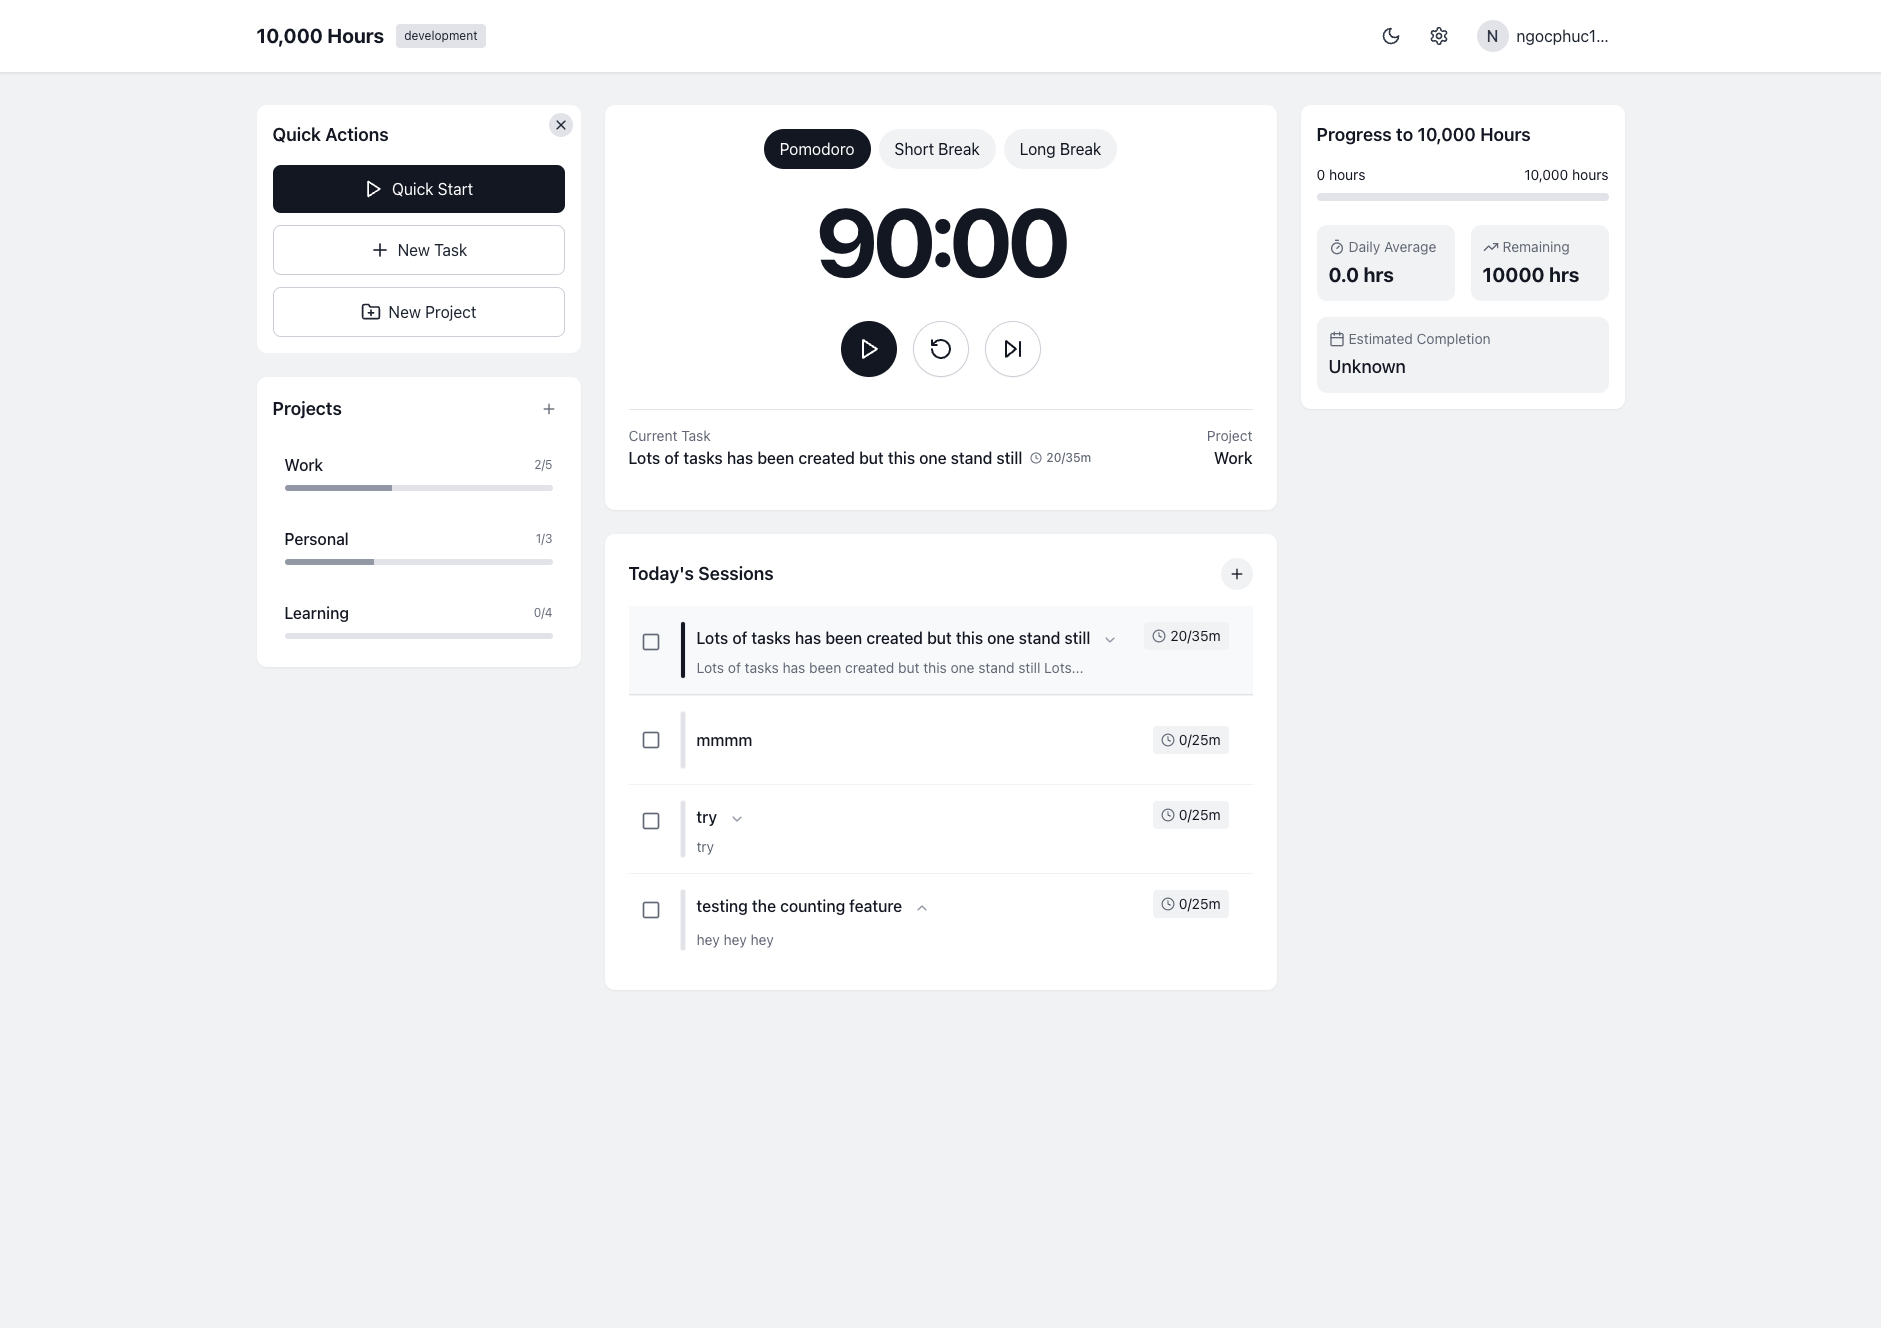 10,000 Hours
development
N
ngocphuc1...
Quick Actions
Quick Start
New Task
New Project
Projects
Work
2/5
Personal
1/3
Learning
0/4
Pomodoro
Short Break
Long Break
90:00
Current Task
Project
Lots of tasks has been created but this one stand still
20/35m
Work
Today's Sessions
Lots of tasks has been created but this one stand still
20/35m
Lots of tasks has been created but this one stand still Lots...
mmmm
0/25m
try
0/25m
try
testing the counting feature
0/25m
hey hey hey
Progress to 10,000 Hours
0 hours
10,000 hours
Daily Average
0.0 hrs
Remaining
10000 hrs
Estimated Completion
Unknown